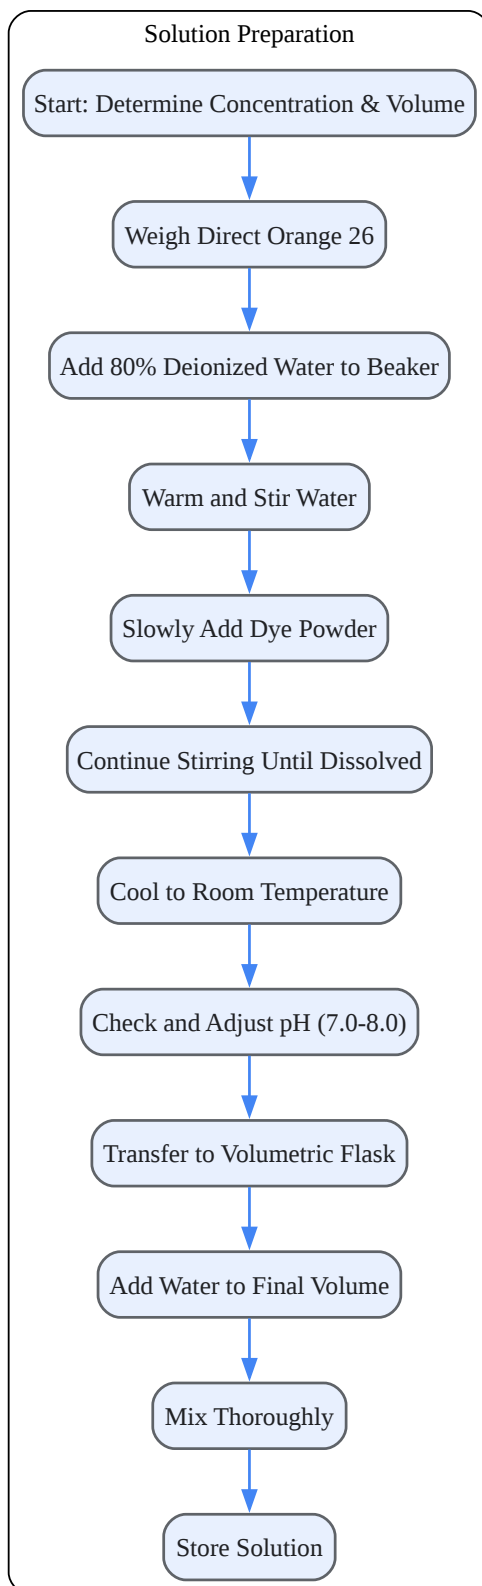 Solution Preparation
Start: Determine Concentration & Volume
Weigh Direct Orange 26
Add 80% Deionized Water to Beaker
Warm and Stir Water
Slowly Add Dye Powder
Continue Stirring Until Dissolved
Cool to Room Temperature
Check and Adjust pH (7.0-8.0)
Transfer to Volumetric Flask
Add Water to Final Volume
Mix Thoroughly
Store Solution